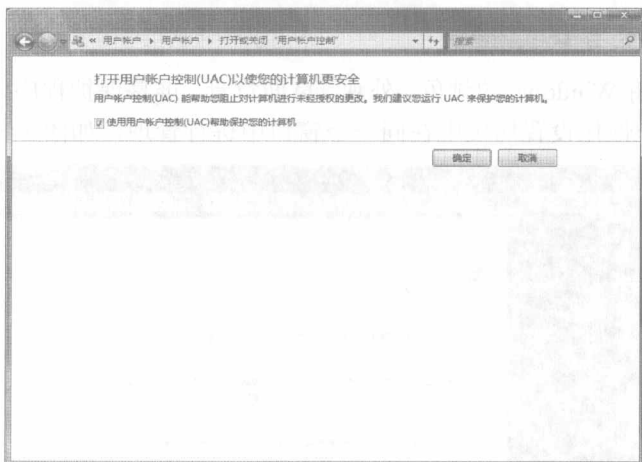 « 用户帐户 ▸ 用户帐户 ▸ 打开或关闭“用户帐户控制”
搜索
打开用户帐户控制(UAC)以使您的计算机更安全
用户帐户控制(UAC) 能帮助您阻止对计算机进行未经授权的更改。我们建议您运行 UAC 来保护您的计算机。
使用用户帐户控制(UAC)帮助保护您的计算机
确定
取消